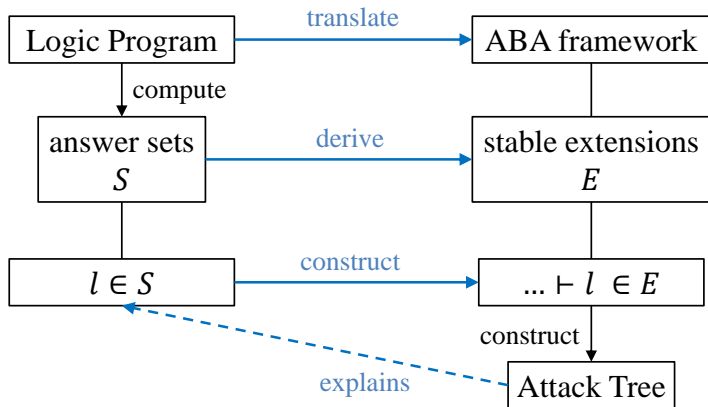 Logic Program
translate
ABA framework
compute
answer sets
S
derive
stable extensions
E
l ∈ S
construct
... ⊢ l ∈ E
construct
explains
Attack Tree